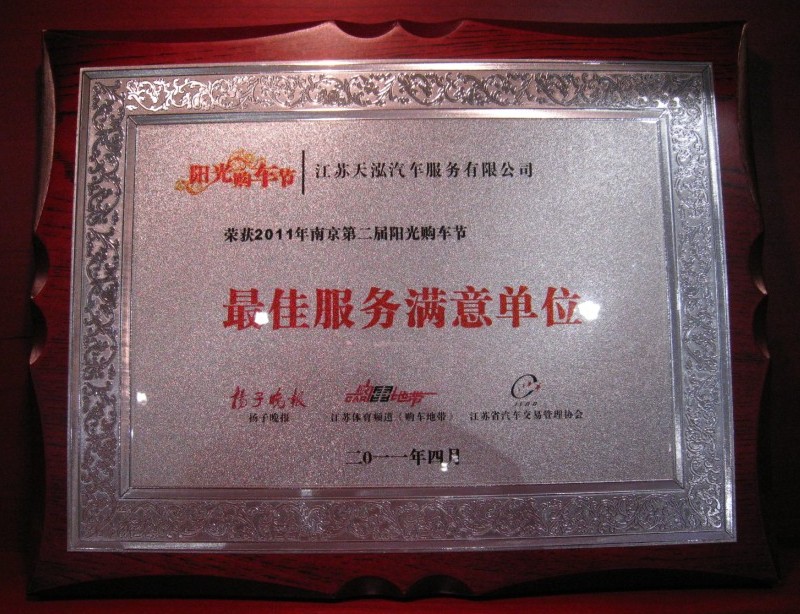 阳光购车节 江苏天泓汽车服务有限公司
荣获2011年南京第二届阳光购车节
最佳服务满意单位
扬子晚报 购车地带
扬子晚报 江苏体育频道（购车地带） 江苏省汽车交易管理协会
二〇一一年四月